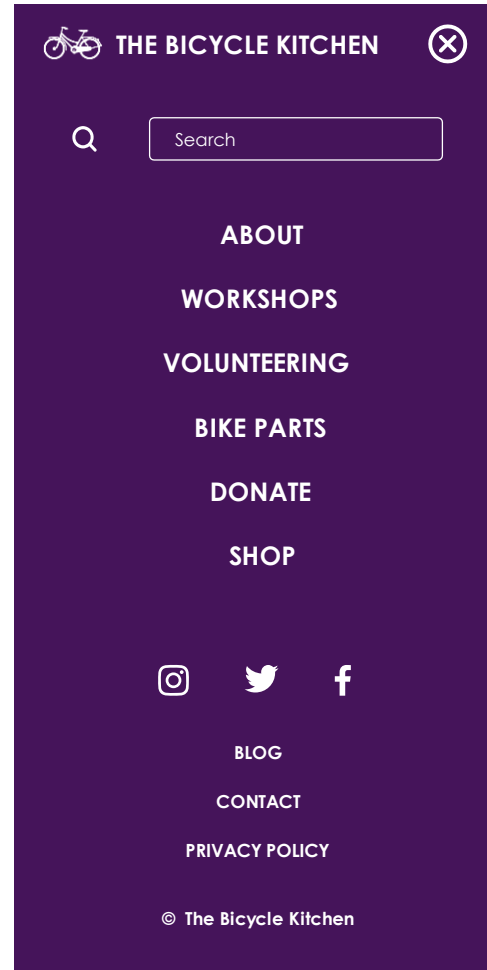 THE BICYCLE KITCHEN
Search
ABOUT
WORKSHOPS
VOLUNTEERING
BIKE PARTS
DONATE
SHOP
BLOG
CONTACT
PRIVACY POLICY
© The Bicycle Kitchen